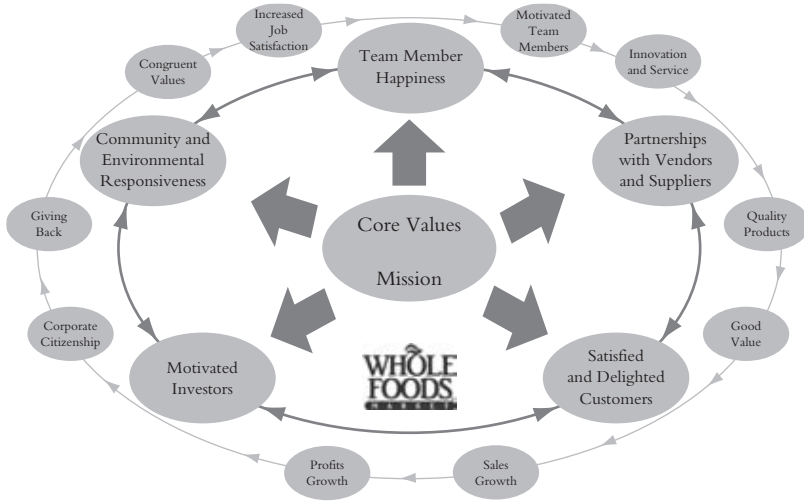 Increased
Job
Satisfaction
Motivated
Team
Members
Team Member
Happiness
Innovation
and Service
Congruent
Values
Community and
Environmental
Responsiveness
Partnerships
with Vendors
and Suppliers
Giving
Back
Core Values
Mission
Quality
Products
Corporate
Citizenship
Good
Value
Motivated
Investors
WHOLE
FOODS
MARKET
Satisfied
and Delighted
Customers
Profits
Growth
Sales
Growth